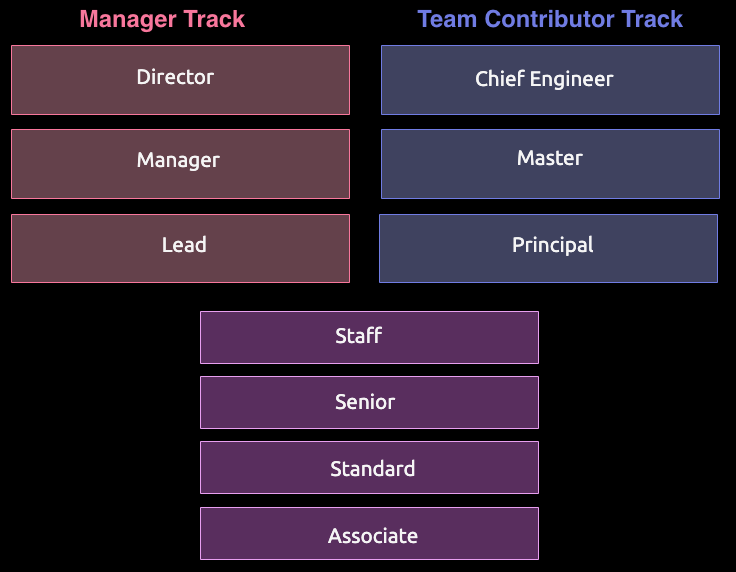 Manager Track
Team Contributor Track
Director
Chief Engineer
Manager
Master
Lead
Principal
Staff
Senior
Standard
Associate